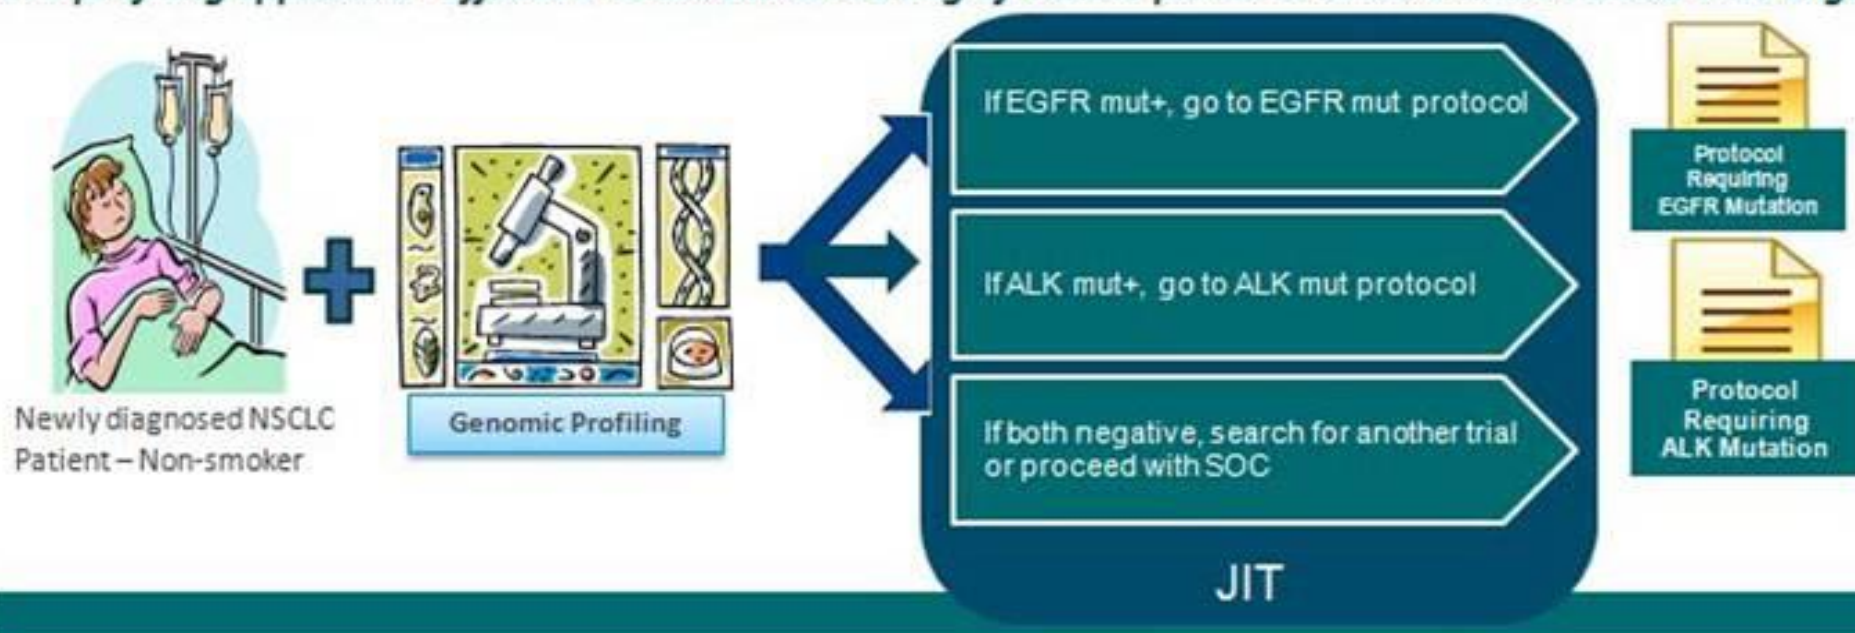 Newly diagnosed NSCLC
Patient – Non-smoker
Genomic Profiling
If EGFR mut+, go to EGFR mut protocol
If ALK mut+, go to ALK mut protocol
If both negative, search for another trial
or proceed with SOC
JIT
Protocol
Requiring
EGFR Mutation
Protocol
Requiring
ALK Mutation